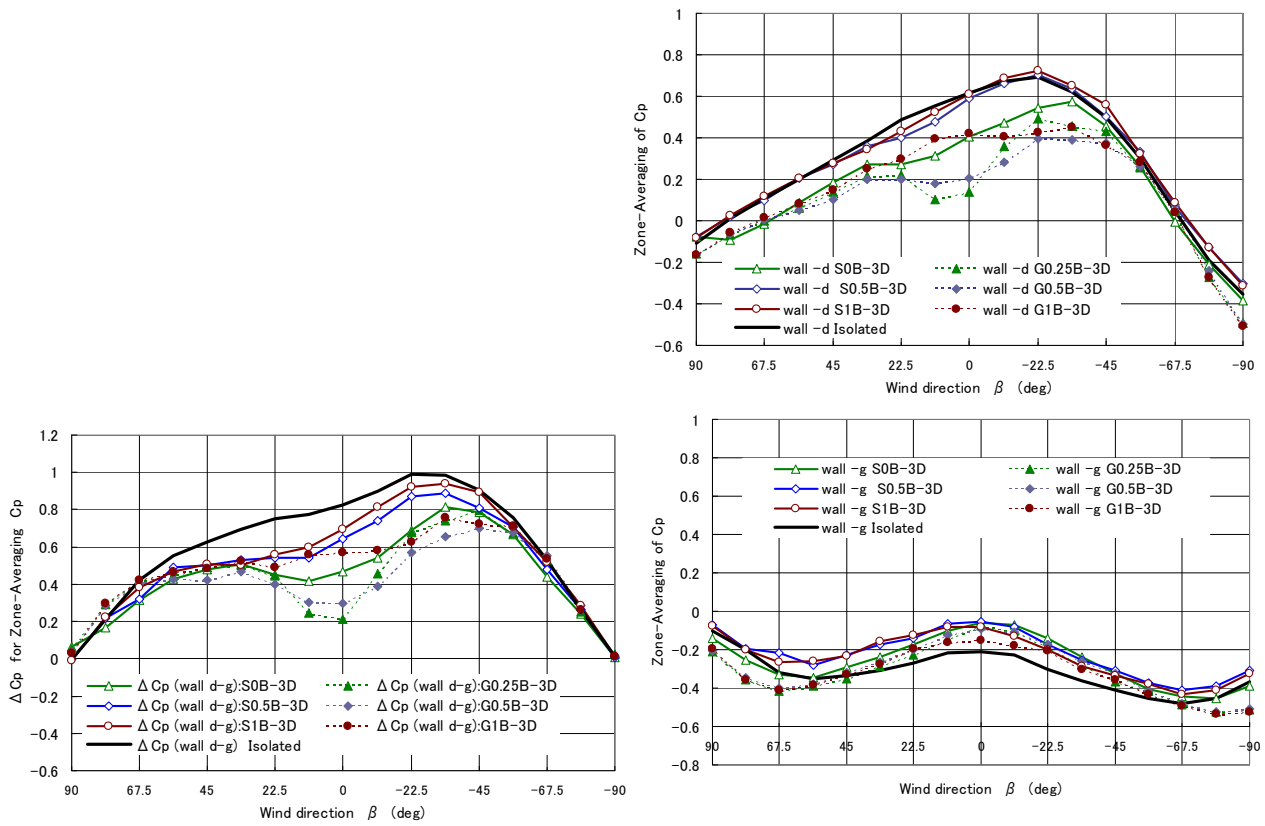 1
0.8
0.6
0.4
0.2
0
-0.2
-0.4
-0.6
Zone-Averaging of Cp
wall -d S0B-3D
wall -d G0.25B-3D
wall -d S0.5B-3D
wall -d G0.5B-3D
wall -d S1B-3D
wall -d G1B-3D
wall -d Isolated
90 67.5 45 22.5 0 -22.5 -45 -67.5 -90
Wind direction β (deg)
1.2
1
0.8
0.6
0.4
0.2
0
-0.2
-0.4
-0.6
Δ Cp for Zone-Averaging Cp
Δ Cp (wall d-g):S0B-3D
Δ Cp (wall d-g):G0.25B-3D
Δ Cp (wall d-g):S0.5B-3D
Δ Cp (wall d-g):G0.5B-3D
Δ Cp (wall d-g):S1B-3D
Δ Cp (wall d-g):G1B-3D
Δ Cp (wall d-g) Isolated
90 67.5 45 22.5 0 -22.5 -45 -67.5 -90
Wind direction β (deg)
1
0.8
0.6
0.4
0.2
0
-0.2
-0.4
-0.6
-0.8
Zone-Averaging of Cp
wall -g S0B-3D
wall -g G0.25B-3D
wall -g S0.5B-3D
wall -g G0.5B-3D
wall -g S1B-3D
wall -g G1B-3D
wall -g Isolated
90 67.5 45 22.5 0 -22.5 -45 -67.5 -90
Wind direction β (deg)